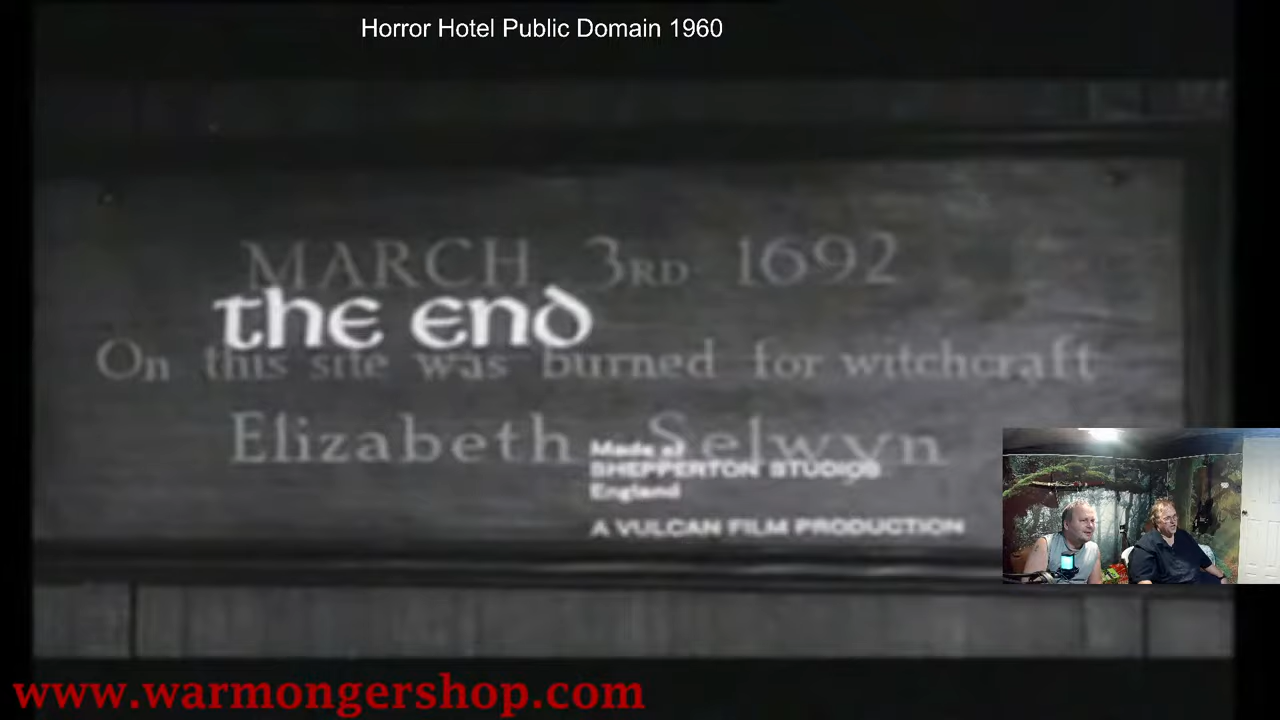 Horror Hotel Public Domain 1960
MARCH 3RD 1692
the end
On this site was burned for witchcraft
Elizabeth Selwyn
Made at
SHEPPERTON STUDIOS
England
A VULCAN FILM PRODUCTION
www.warmongershop.com